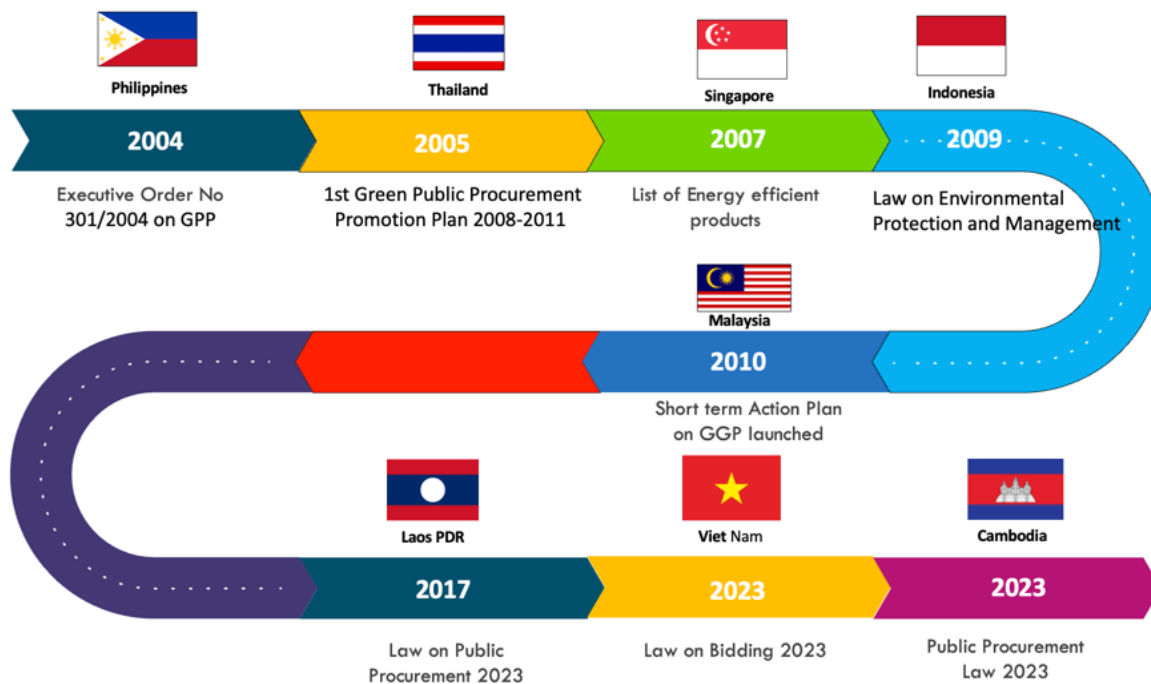 Philippines
Thailand
Singapore
Indonesia
2004
2005
2007
2009
Executive Order No
301/2004 on GPP
1st Green Public Procurement
Promotion Plan 2008-2011
List of Energy efficient
products
Law on Environmental
Protection and Management
Malaysia
2010
Short term Action Plan
on GGP launched
Laos PDR
Viet Nam
Cambodia
2017
2023
2023
Law on Public
Procurement 2023
Law on Bidding 2023
Public Procurement
Law 2023